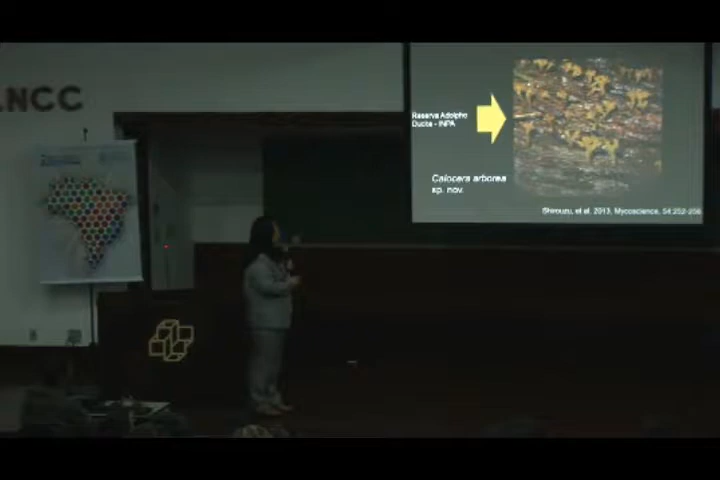 LNCC
Reserva Adolpho
Ducke - INPA
Calocera arborea
sp. nov.
Shirouzu, et al. 2013, Mycoscience, 54:252-256